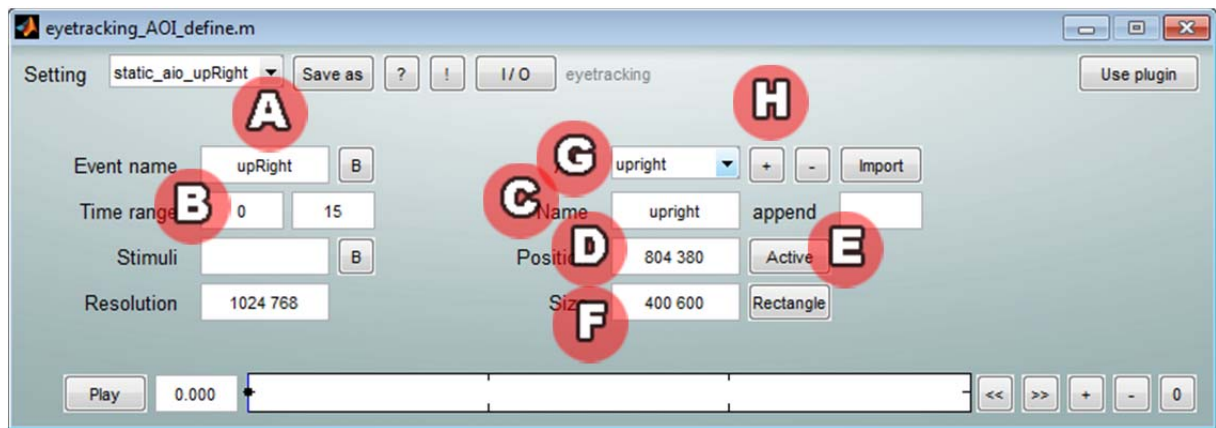 eyetracking_AOI_define.m
Setting static_aio_upRight Save as ? ! I / O eyetracking Use plugin
A H
Event name upRight B G upright + - Import
B Time range 0 15 C Name upright append
Stimuli B D Position 804 380 Active E
Resolution 1024 768 Size 400 600 Rectangle
F
Play 0.000 << >> + - 0